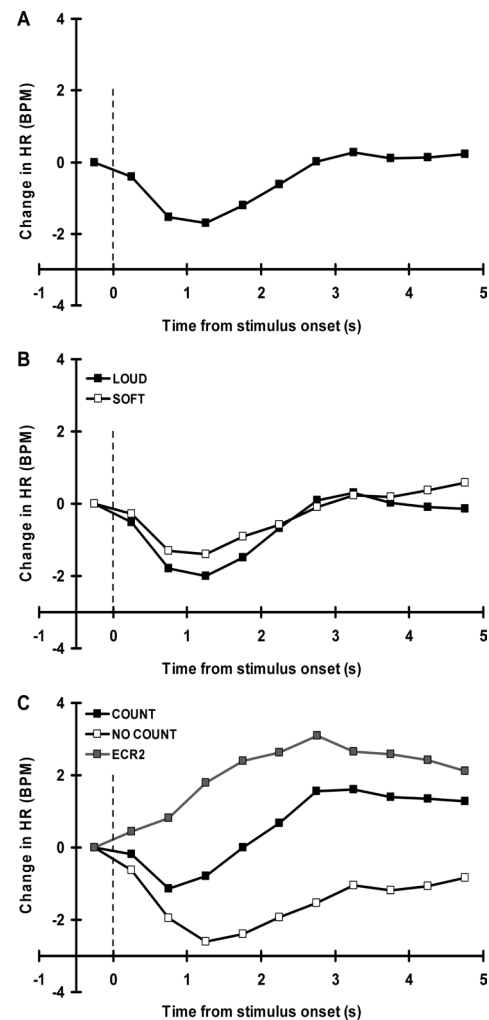 A
4
2
0
-2
-4
Change in HR (BPM)
-1 0 1 2 3 4 5
Time from stimulus onset (s)
B
4
2
0
-2
-4
LOUD
SOFT
Change in HR (BPM)
-1 0 1 2 3 4 5
Time from stimulus onset (s)
C
4
2
0
-2
-4
COUNT
NO COUNT
ECR2
Change in HR (BPM)
-1 0 1 2 3 4 5
Time from stimulus onset (s)